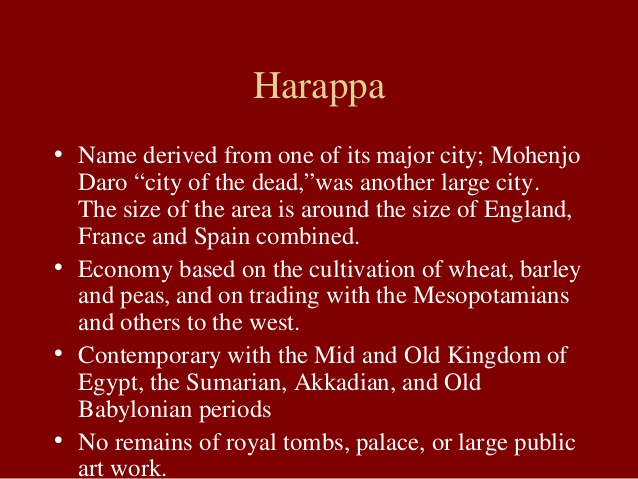 Harappa
• Name derived from one of its major city; Mohenjo
Daro “city of the dead,”was another large city.
The size of the area is around the size of England,
France and Spain combined.
• Economy based on the cultivation of wheat, barley
and peas, and on trading with the Mesopotamians
and others to the west.
• Contemporary with the Mid and Old Kingdom of
Egypt, the Sumarian, Akkadian, and Old
Babylonian periods
• No remains of royal tombs, palace, or large public
art work.